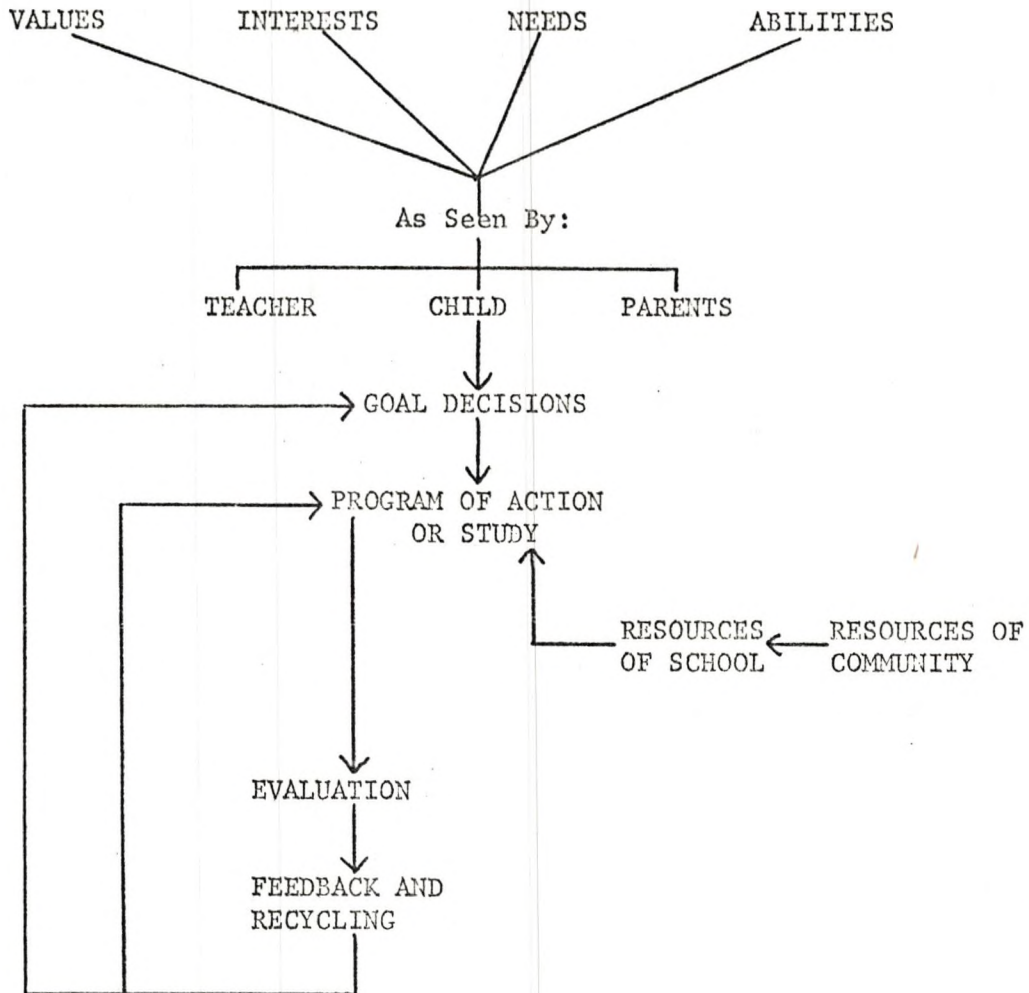 VALUES INTERESTS NEEDS ABILITIES
As Seen By:
TEACHER CHILD PARENTS
GOAL DECISIONS
PROGRAM OF ACTION
OR STUDY
RESOURCES
OF SCHOOL
RESOURCES OF
COMMUNITY
EVALUATION
FEEDBACK AND
RECYCLING